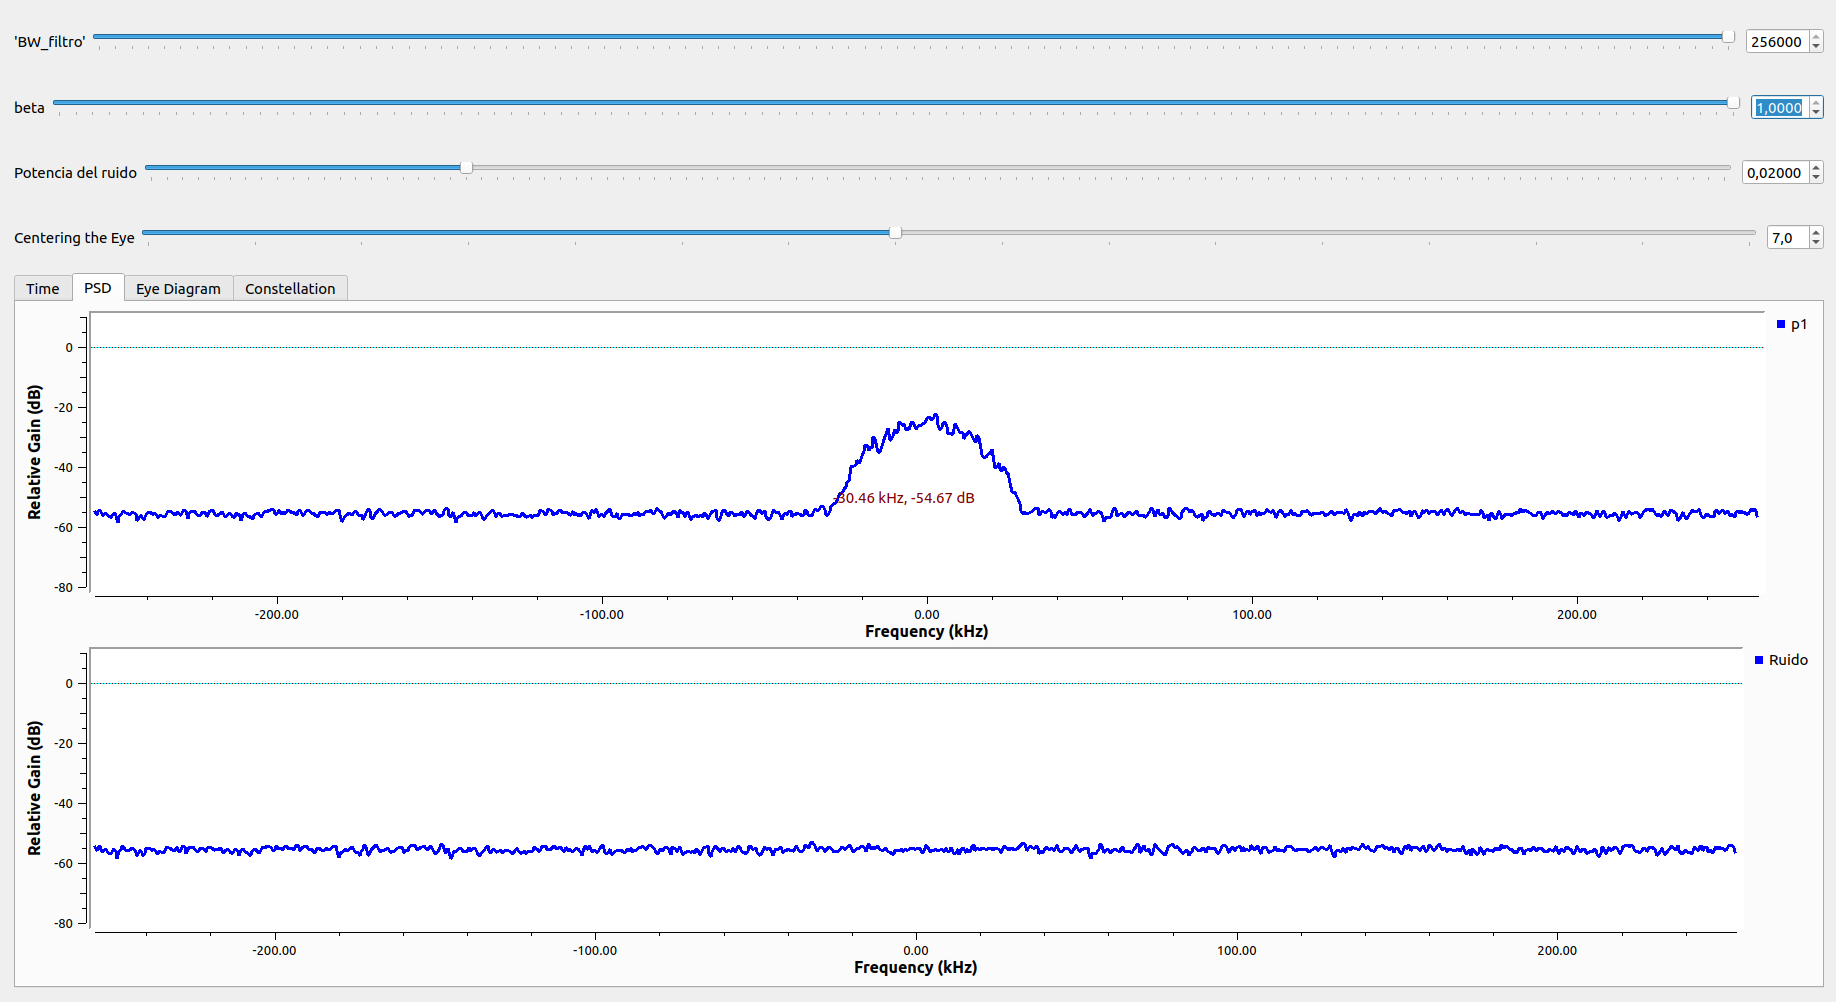 'BW_filtro' 256000
beta 1,0000
Potencia del ruido 0,02000
Centering the Eye 7,0
Time PSD Eye Diagram Constellation
p1
Relative Gain (dB)
0
-20
-40
-60
-80
-30.46 kHz, -54.67 dB
-200.00 -100.00 0.00 100.00 200.00
Frequency (kHz)
Ruido
Relative Gain (dB)
0
-20
-40
-60
-80
-200.00 -100.00 0.00 100.00 200.00
Frequency (kHz)